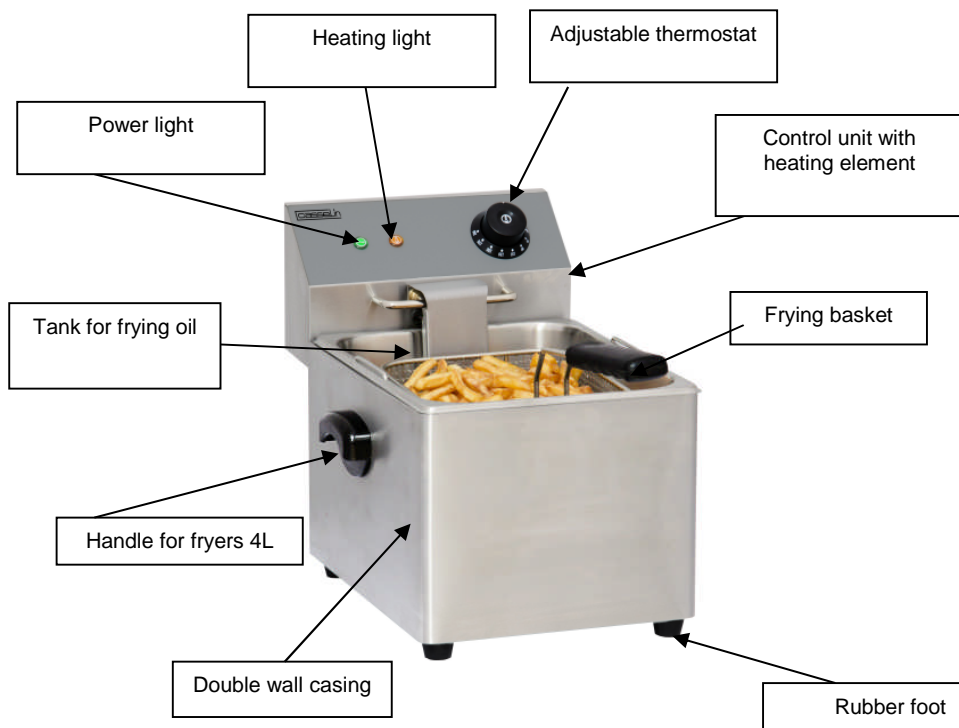 Heating light
Adjustable thermostat
Power light
Control unit with
heating element
casselin
Tank for frying oil
Frying basket
Handle for fryers 4L
Double wall casing
Rubber foot